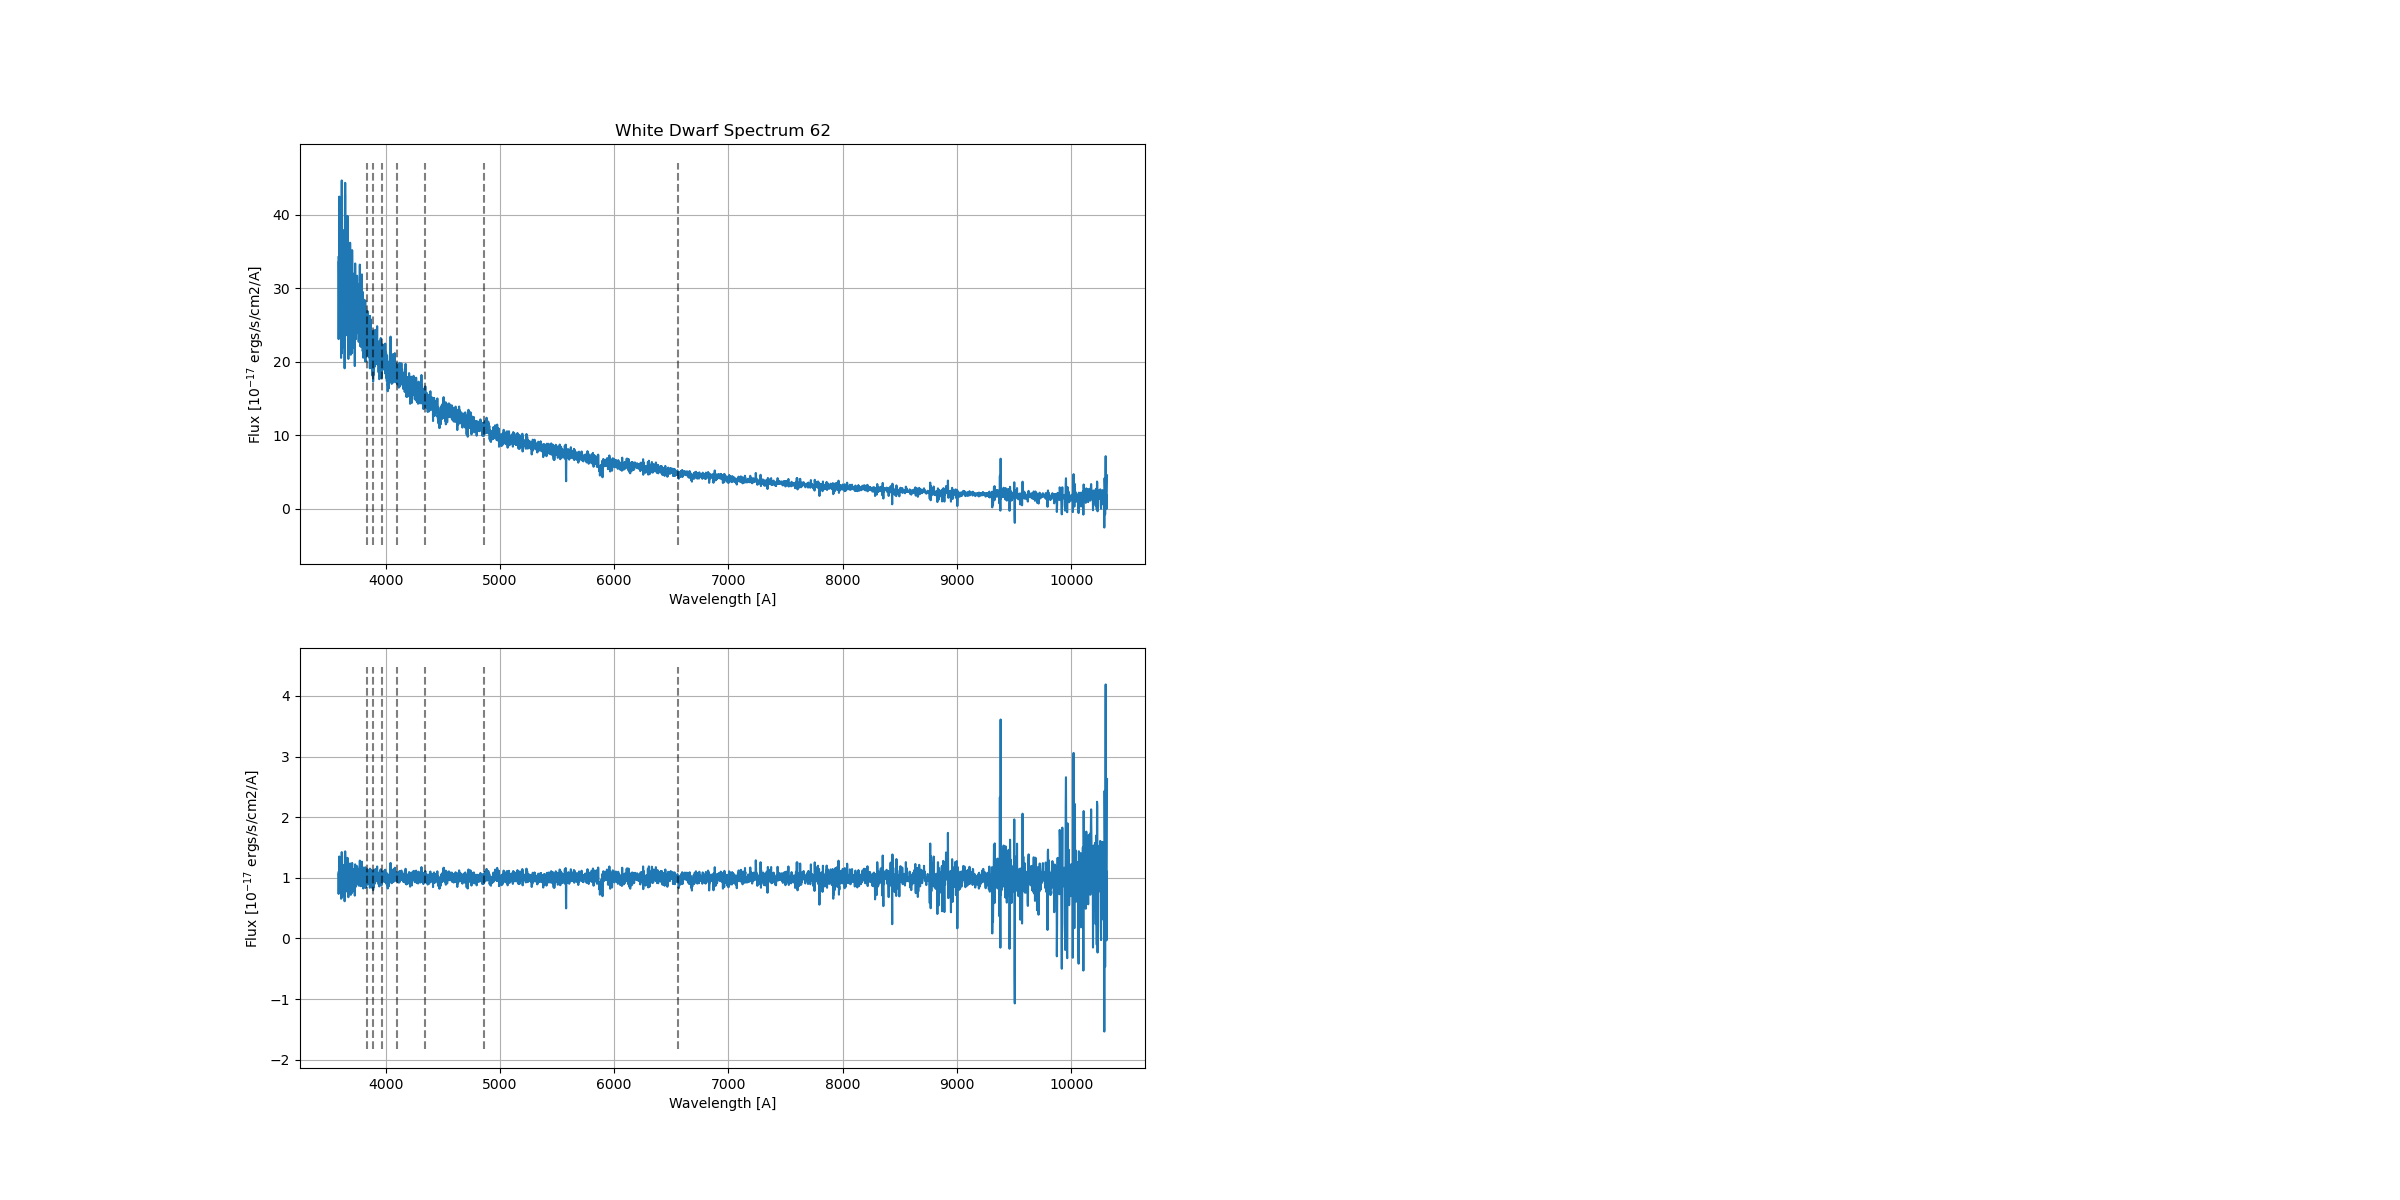 White Dwarf Spectrum 62
Flux [10⁻¹⁷ ergs/s/cm2/A]
40
30
20
10
0
4000 5000 6000 7000 8000 9000 10000
Wavelength [A]
Flux [10⁻¹⁷ ergs/s/cm2/A]
4
3
2
1
0
−1
−2
4000 5000 6000 7000 8000 9000 10000
Wavelength [A]